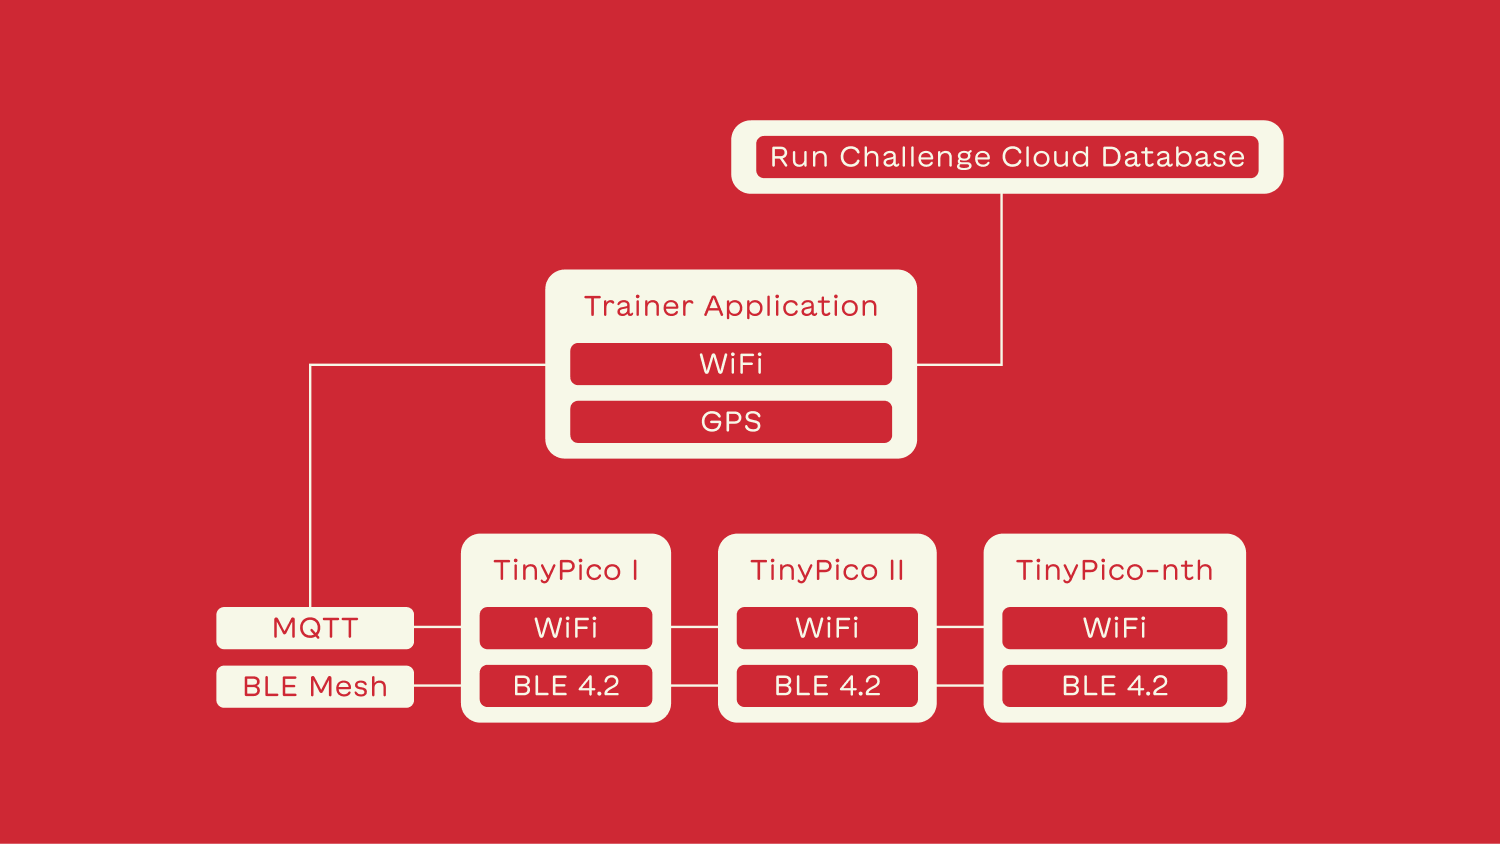 Run Challenge Cloud Database
Trainer Application
WiFi
GPS
MQTT
BLE Mesh
TinyPico I
WiFi
BLE 4.2
TinyPico II
WiFi
BLE 4.2
TinyPico-nth
WiFi
BLE 4.2